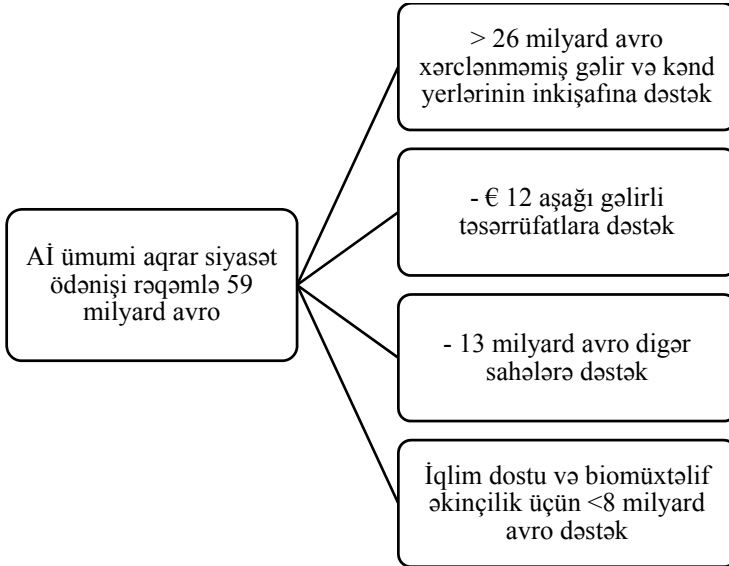 Aİ ümumi aqrar siyasət
ödənişi rəqəmlə 59
milyard avro
> 26 milyard avro
xərclənməmiş gəlir və kənd
yerlərinin inkişafına dəstək
- € 12 aşağı gəlirli
təsərrüfatlara dəstək
- 13 milyard avro digər
sahələrə dəstək
İqlim dostu və biomüxtəlif
əkinçilik üçün <8 milyard
avro dəstək